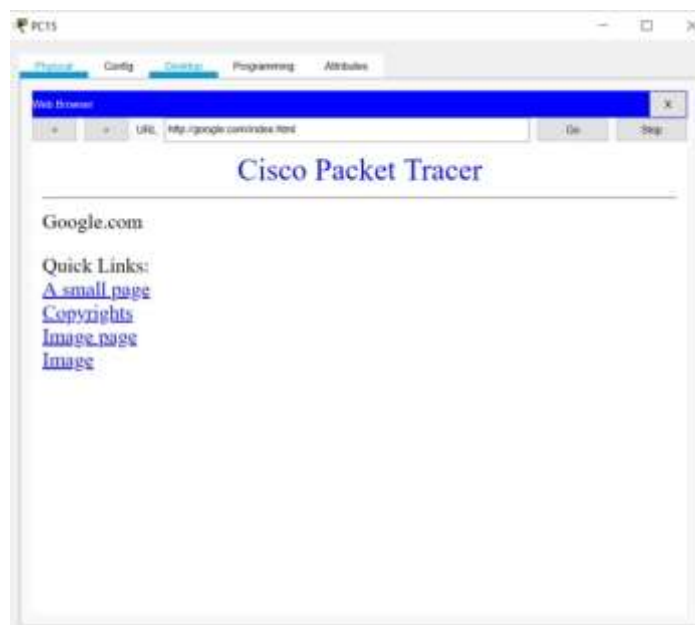 PC15
Physical Config Desktop Programming Attributes
Web Browser
X
< > URL http://google.com/index.html Go Stop
Cisco Packet Tracer
Google.com
Quick Links:
A small page
Copyrights
Image page
Image